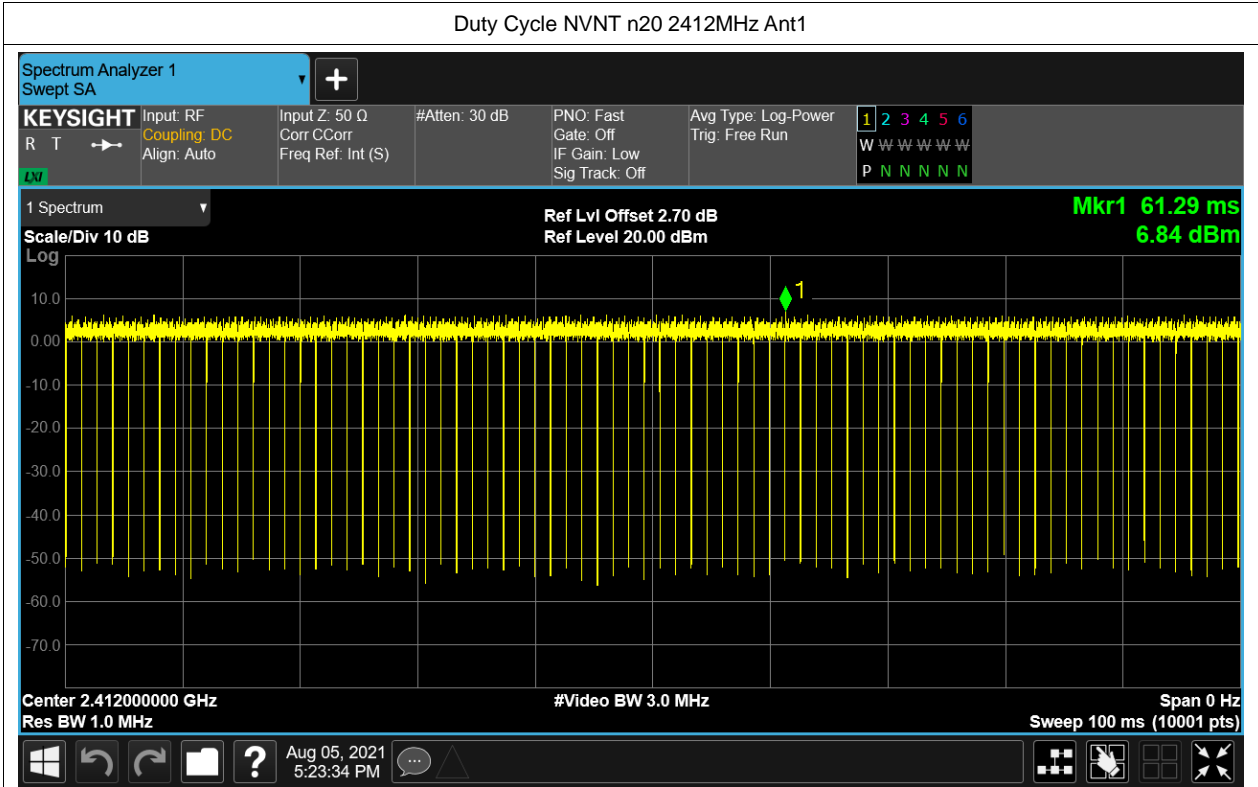 Duty Cycle NVNT n20 2412MHz Ant1
Spectrum Analyzer 1
Swept SA
+
KEYSIGHT
R T
LXI
Input: RF
Coupling: DC
Align: Auto
Input Z: 50 Ω
Corr CCorr
Freq Ref: Int (S)
#Atten: 30 dB
PNO: Fast
Gate: Off
IF Gain: Low
Sig Track: Off
Avg Type: Log-Power
Trig: Free Run
1 2 3 4 5 6
W W W W W W
P N N N N N
1 Spectrum
Scale/Div 10 dB
Log
Ref Lvl Offset 2.70 dB
Ref Level 20.00 dBm
Mkr1 61.29 ms
6.84 dBm
1
10.0
0.00
-10.0
-20.0
-30.0
-40.0
-50.0
-60.0
-70.0
Center 2.412000000 GHz
Res BW 1.0 MHz
#Video BW 3.0 MHz
Span 0 Hz
Sweep 100 ms (10001 pts)
?
Aug 05, 2021
5:23:34 PM